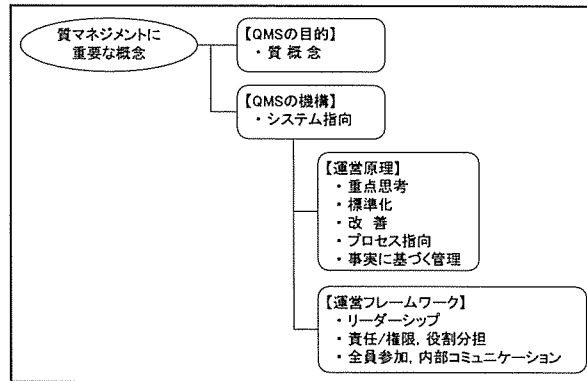 質マネジメントに
重要な概念
【QMSの目的】
・質 概 念
【QMSの機構】
・システム指向
【運営原理】
・重点思考
・標準化
・改 善
・プロセス指向
・事実に基づく管理
【運営フレームワーク】
・リーダーシップ
・責任/権限，役割分担
・全員参加，内部コミュニケーション